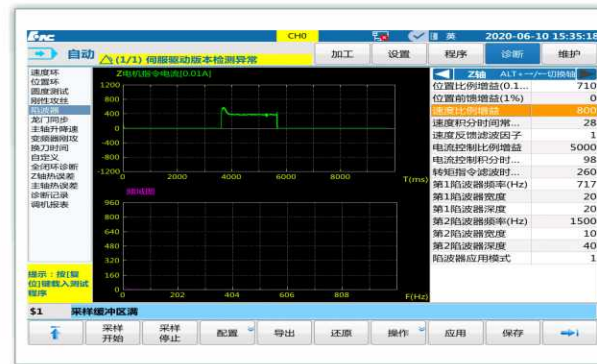 CH0 英 2020-06-10 15:35:18
自动
(1/1) 伺服驱动版本检测异常
加工 设置 程序 诊断 维护
速度环
位置环
圆度测试
刚性攻丝
陷波器
龙门同步
主轴升降速
变频器刚攻
换刀时间
自定义
全闭环诊断
Z轴热误差
主轴热误差
诊断记录
调机报表
提示：按[复
位]键载入测试
程序
Z电机指令电流[0.01A]
1200
800
400
0
-400
-800
-1200
0 2000 4000 6000 8000 T(ms)
频域图
960
800
640
480
320
160
0 202 404 606 808 F(Hz)
Z轴 ALT+→/←切换轴
位置比例增益(0.1... 710
位置前馈增益(1%) 0
速度比例增益 800
速度积分时间常... 28
速度反馈滤波因子 1
电流控制比例增益 5000
电流控制积分时... 98
转矩指令滤波时... 260
第1陷波器频率(Hz) 717
第1陷波器宽度 20
第1陷波器深度 20
第2陷波器频率(Hz) 1500
第2陷波器宽度 10
第2陷波器深度 40
陷波器应用模式 1
$1 采样缓冲区满
采样
开始
采样
停止
配置
导出
还原
操作
应用
保存